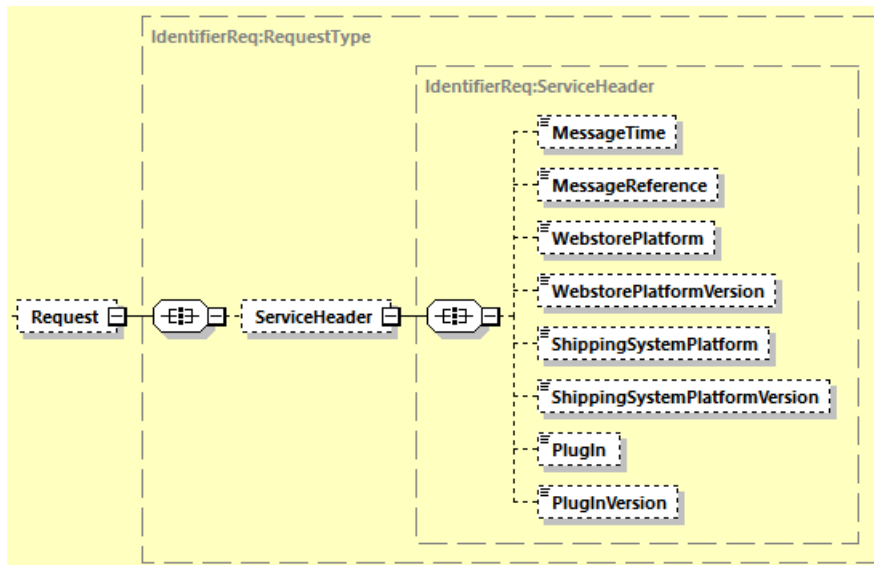 IdentifierReq:RequestType
IdentifierReq:ServiceHeader
MessageTime
MessageReference
WebstorePlatform
WebstorePlatformVersion
Request
ServiceHeader
ShippingSystemPlatform
ShippingSystemPlatformVersion
PlugIn
PlugInVersion